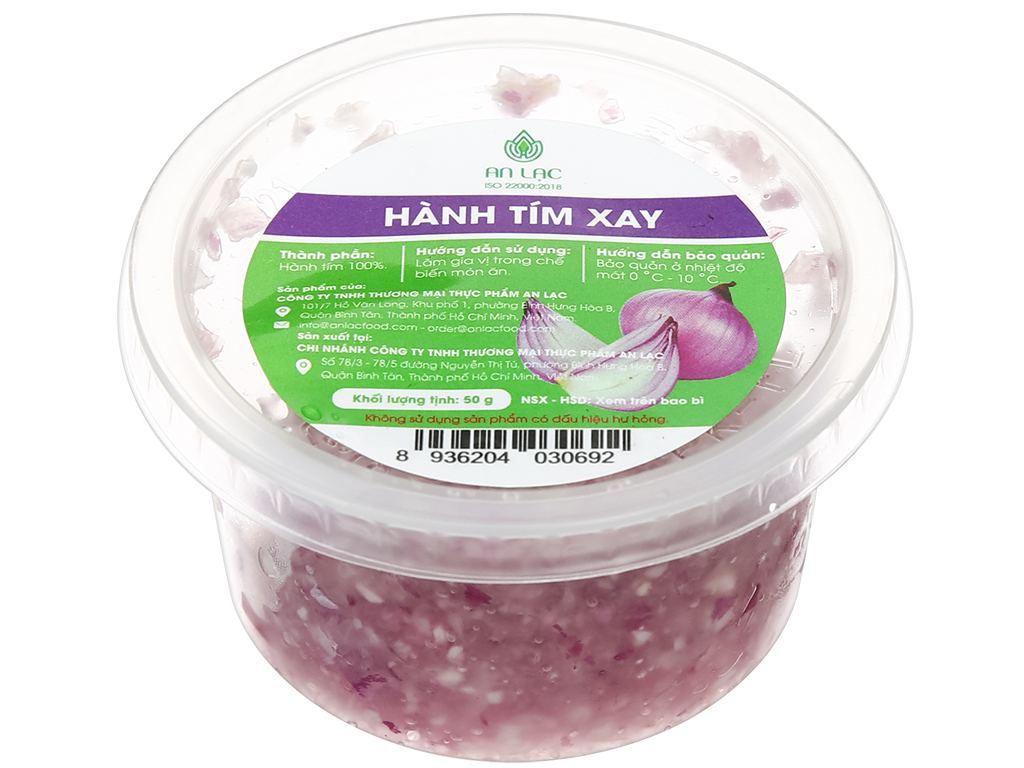 AN LẠC
ISO 22000:2018
HÀNH TÍM XAY
Thành phần:
Hành tím 100%.
Hướng dẫn sử dụng:
Làm gia vị trong chế
biến món ăn.
Hướng dẫn bảo quản:
Bảo quản ở nhiệt độ
mát 0 °C - 10 °C
Sản phẩm của:
CÔNG TY TNHH THƯƠNG MẠI THỰC PHẨM AN LẠC
101/7 Hồ Văn Long, Khu phố 1, phường Bình Hưng Hòa B,
Quận Bình Tân, Thành phố Hồ Chí Minh, Việt Nam
info@anlacfood.com - order@anlacfood.com
Sản xuất tại:
CHI NHÁNH CÔNG TY TNHH THƯƠNG MẠI THỰC PHẨM AN LẠC
Số 78/3 - 78/5 đường Nguyễn Thị Tú, phường Bình Hưng Hòa B,
Quận Bình Tân, Thành phố Hồ Chí Minh, Việt Nam
Khối lượng tịnh: 50 g
NSX - HSD: Xem trên bao bì
Không sử dụng sản phẩm có dấu hiệu hư hỏng.
8 936204 030692